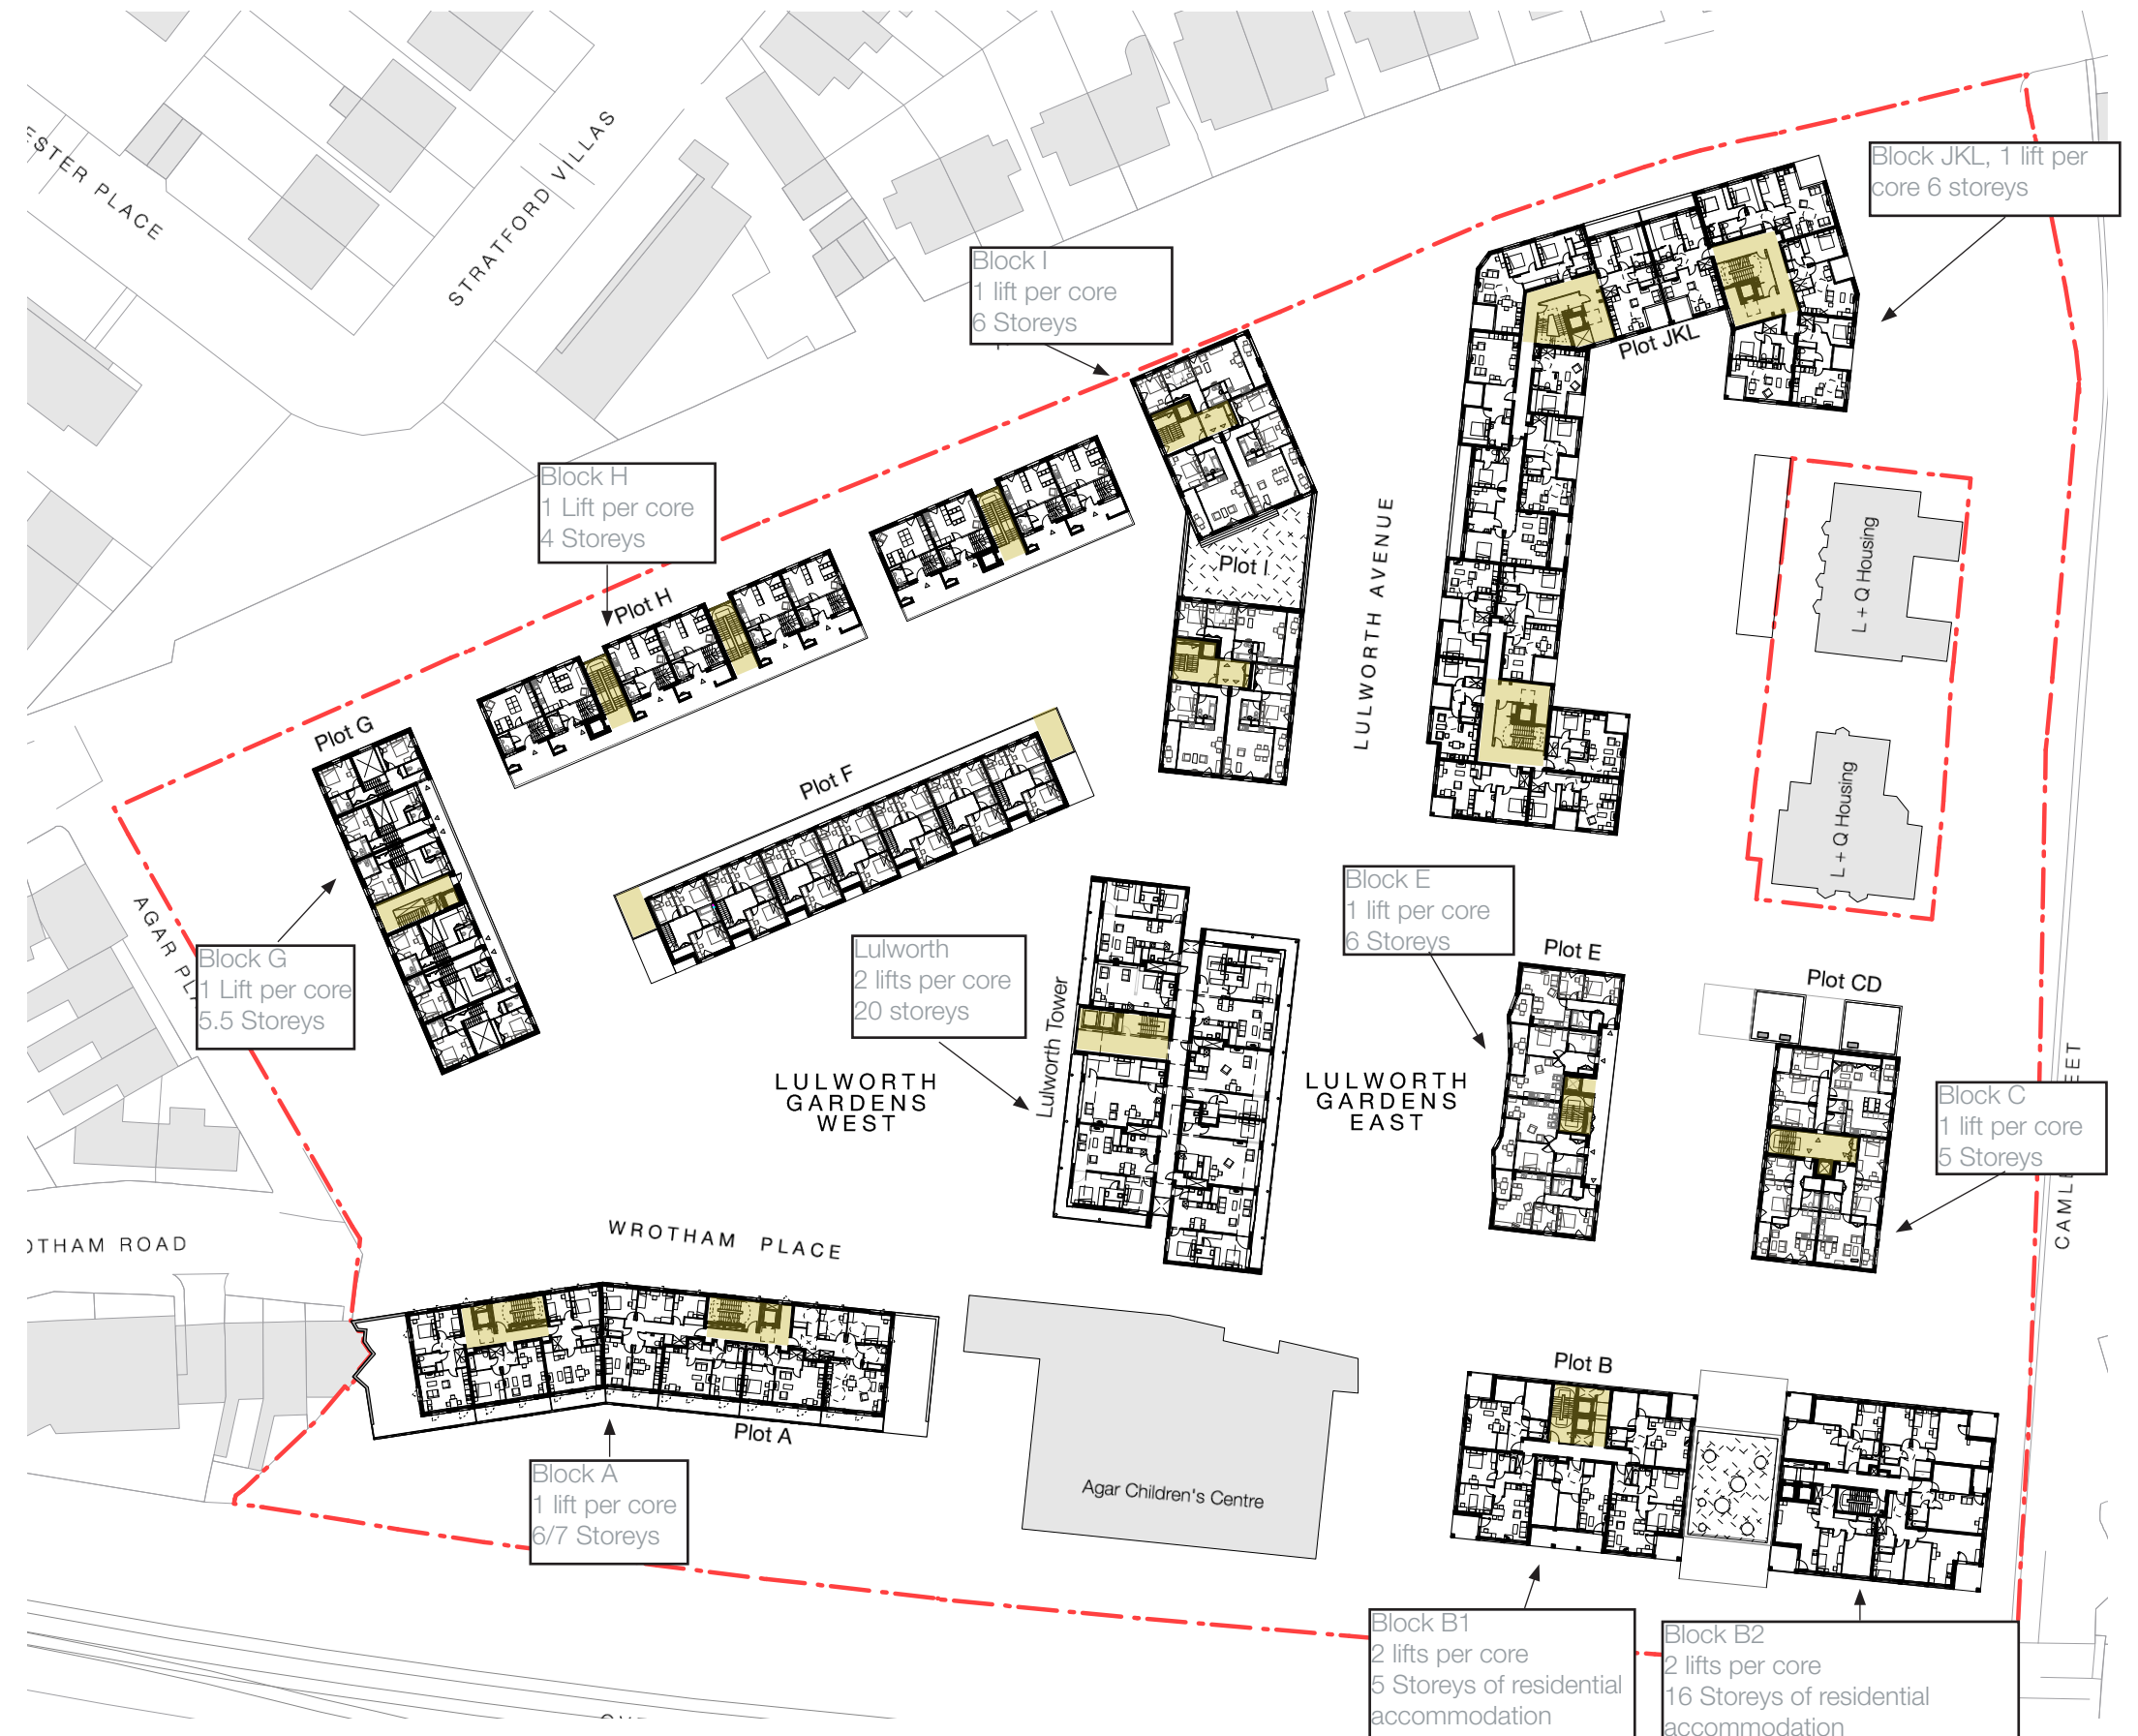 ESTER PLACE
STRATFORD VILLAS
Block JKL, 1 lift per
core 6 storeys
Block I
1 lift per core
6 Storeys
Plot JKL
Block H
1 Lift per core
4 Storeys
Plot H
Plot I
LULWORTH AVENUE
L + Q Housing
Plot G
Plot F
L + Q Housing
AGAR PLA
Block G
1 Lift per core
5.5 Storeys
Lulworth
2 lifts per core
20 storeys
Lulworth Tower
Block E
1 lift per core
6 Storeys
Plot E
Plot CD
LULWORTH
GARDENS
WEST
LULWORTH
GARDENS
EAST
Block C
1 lift per core
5 Storeys
CAML
EET
OTHAM ROAD
WROTHAM PLACE
Plot A
Plot B
Block A
1 lift per core
6/7 Storeys
Agar Children's Centre
Block B1
2 lifts per core
5 Storeys of residential
accommodation
Block B2
2 lifts per core
16 Storeys of residential
accommodation